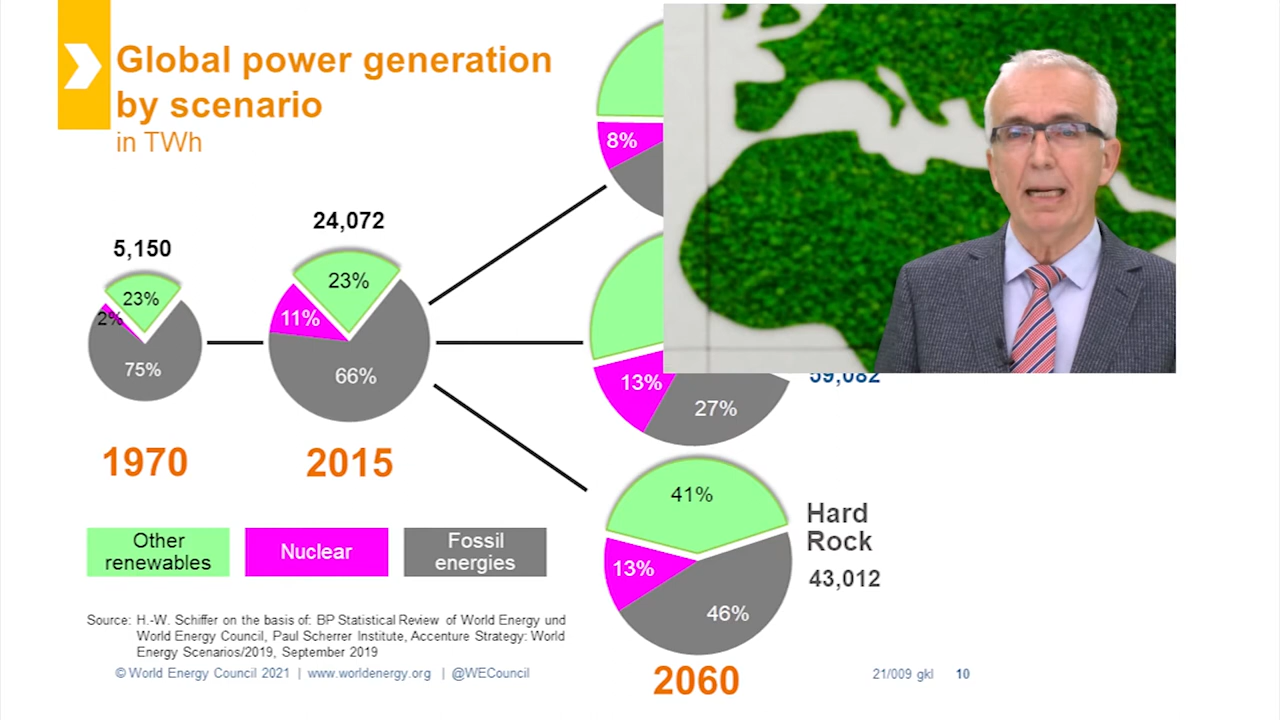 Global power generation
by scenario
in TWh
8%
24,072
5,150
23%
23%
2%
11%
75%
66%
13%
27%
59,082
1970
2015
41%
Hard
Rock
43,012
13%
46%
Other
renewables
Nuclear
Fossil
energies
Source: H.-W. Schiffer on the basis of: BP Statistical Review of World Energy und
World Energy Council, Paul Scherrer Institute, Accenture Strategy: World
Energy Scenarios/2019, September 2019
© World Energy Council 2021 | www.worldenergy.org | @WECouncil
2060
21/009 gkl 10